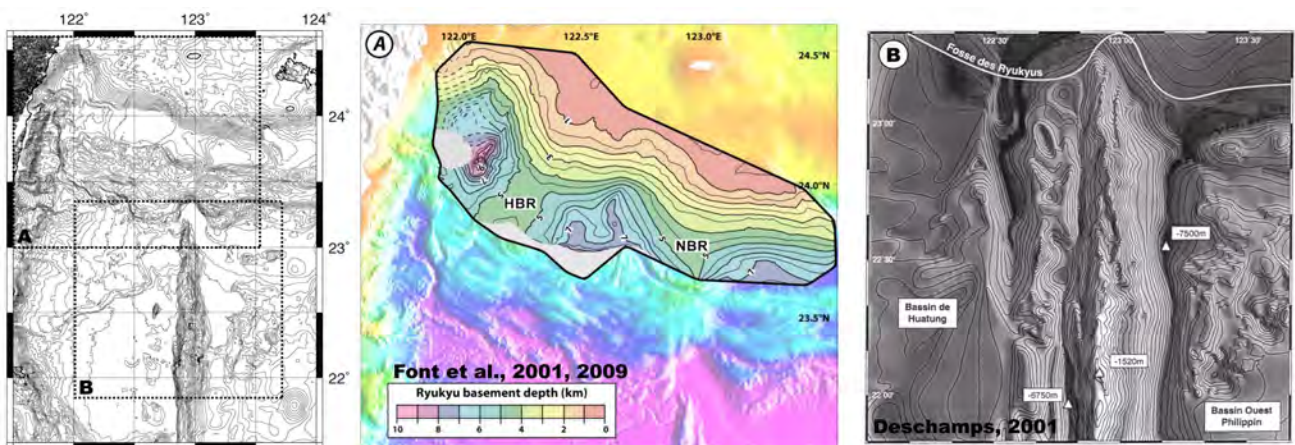 122° 123° 124°
24°
23°
22°
A
B
A
122.0°E 122.5°E 123.0°E
24.5°N
24.0°N
23.5°N
HBR
NBR
Font et al., 2001, 2009
Ryukyu basement depth (km)
10 8 6 4 2 0
B
122°30' 123°00' 123°30'
Fosse des Ryukyus
23°00'
22°30'
22°00'
-7500m
Bassin de
Huatung
-1520m
-6750m
Bassin Ouest
Philippin
Deschamps, 2001